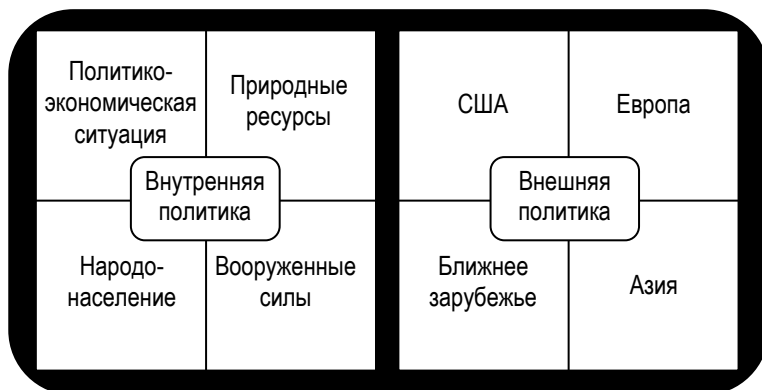 Политико-
экономическая
ситуация
Природные
ресурсы
Внутренняя
политика
Народо-
население
Вооруженные
силы
США
Европа
Внешняя
политика
Ближнее
зарубежье
Азия